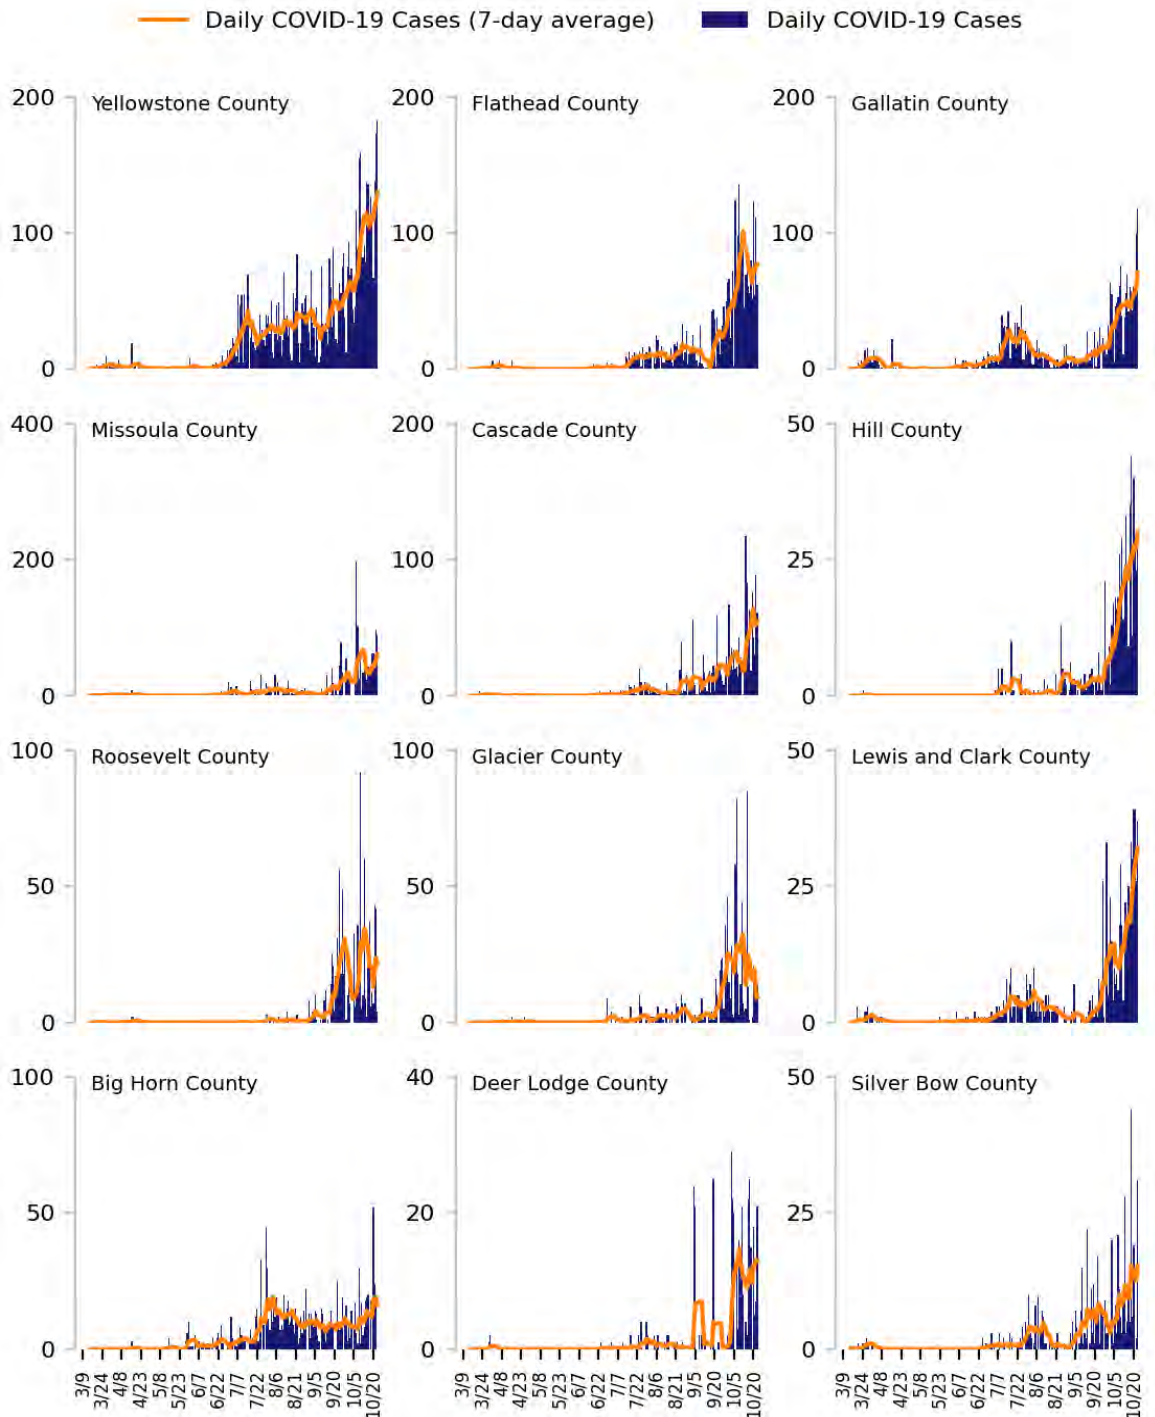 Daily COVID-19 Cases (7-day average) Daily COVID-19 Cases
200 Yellowstone County 200 Flathead County 200 Gallatin County
100 100 100
0 0 0
400 Missoula County 200 Cascade County 50 Hill County
200 100 25
0 0 0
100 Roosevelt County 100 Glacier County 50 Lewis and Clark County
50 50 25
0 0 0
100 Big Horn County 40 Deer Lodge County 50 Silver Bow County
50 20 25
0 0 0
3/9 3/24 4/8 4/23 5/8 5/23 6/7 6/22 7/7 7/22 8/6 8/21 9/5 9/20 10/5 10/20 3/9 3/24 4/8 4/23 5/8 5/23 6/7 6/22 7/7 7/22 8/6 8/21 9/5 9/20 10/5 10/20 3/9 3/24 4/8 4/23 5/8 5/23 6/7 6/22 7/7 7/22 8/6 8/21 9/5 9/20 10/5 10/20